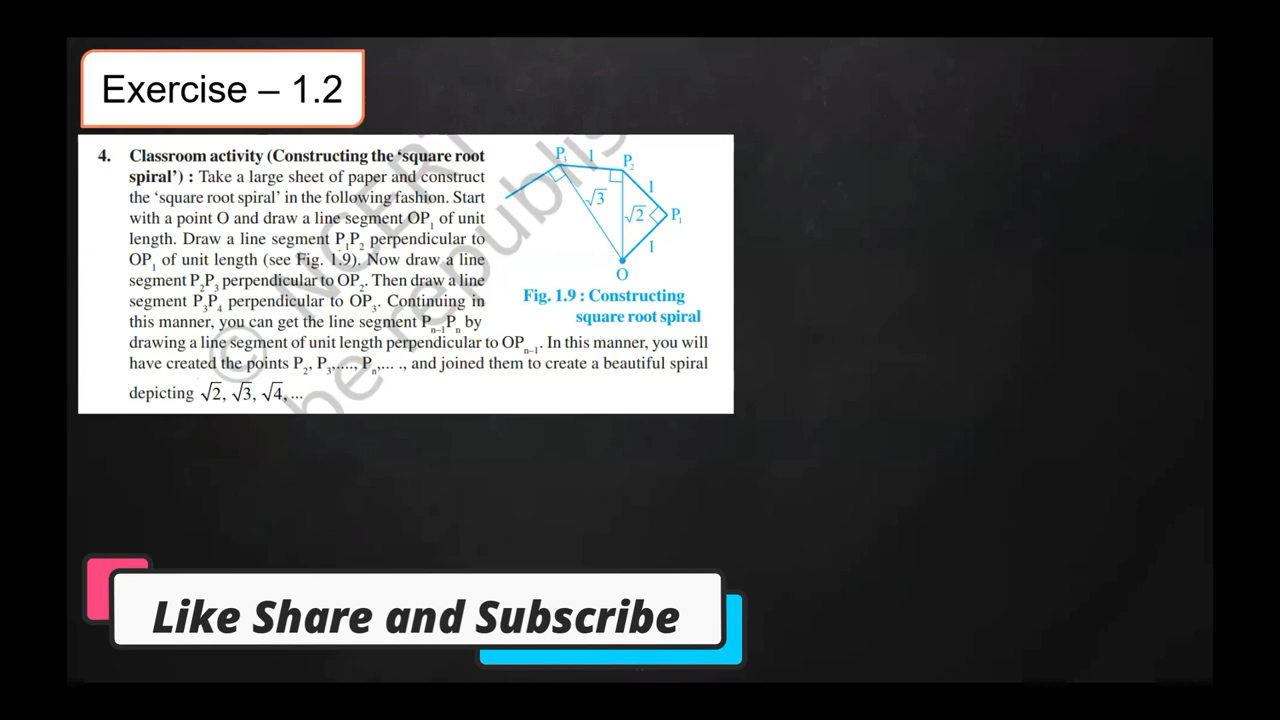 Exercise – 1.2
4. Classroom activity (Constructing the ‘square root
spiral’) : Take a large sheet of paper and construct
the ‘square root spiral’ in the following fashion. Start
with a point O and draw a line segment OP₁ of unit
length. Draw a line segment P₁P₂ perpendicular to
OP₁ of unit length (see Fig. 1.9). Now draw a line
segment P₂P₃ perpendicular to OP₂. Then draw a line
segment P₃P₄ perpendicular to OP₃. Continuing in
this manner, you can get the line segment Pₙ₋₁Pₙ by
drawing a line segment of unit length perpendicular to OPₙ₋₁. In this manner, you will
have created the points P₂, P₃,....., Pₙ,... ., and joined them to create a beautiful spiral
depicting √2, √3, √4, ...
P₃
1
P₂
1
√3
√2
P₁
1
O
Fig. 1.9 : Constructing
square root spiral
© NCERT
be republis
Like Share and Subscribe